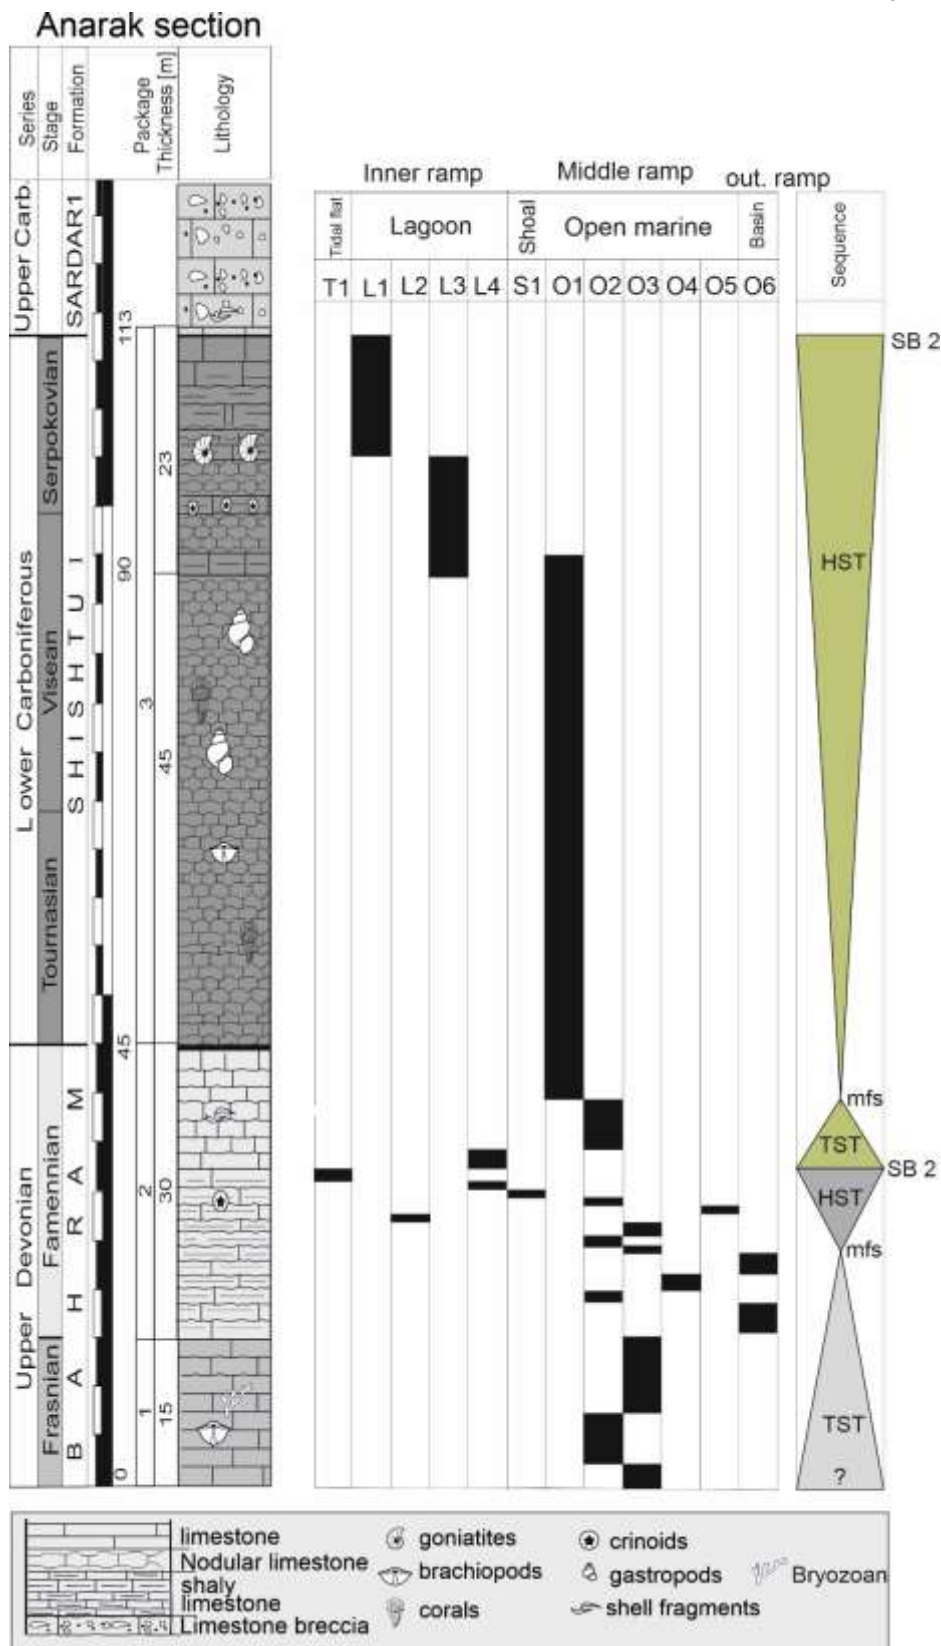 Anarak section
Series
Stage
Formation
Package
Thickness [m]
Lithology
Inner ramp
Middle ramp
out. ramp
Tidal flat
Lagoon
Shoal
Open marine
Basin
Sequence
T1 L1 L2 L3 L4 S1 O1 O2 O3 O4 O5 O6
Upper Carb.
SARDAR1
113
SB 2
Lower Carboniferous
Serpokovian
Visean
Tournasian
SHISHTU I
23
90
3
45
HST
45
mfs
TST
SB 2
HST
mfs
TST
?
Upper Devonian
Famennian
Frasnian
BAHRAM
2
30
1
15
0
limestone
Nodular limestone
shaly
limestone
Limestone breccia
goniatites
brachiopods
corals
crinoids
gastropods
shell fragments
Bryozoan